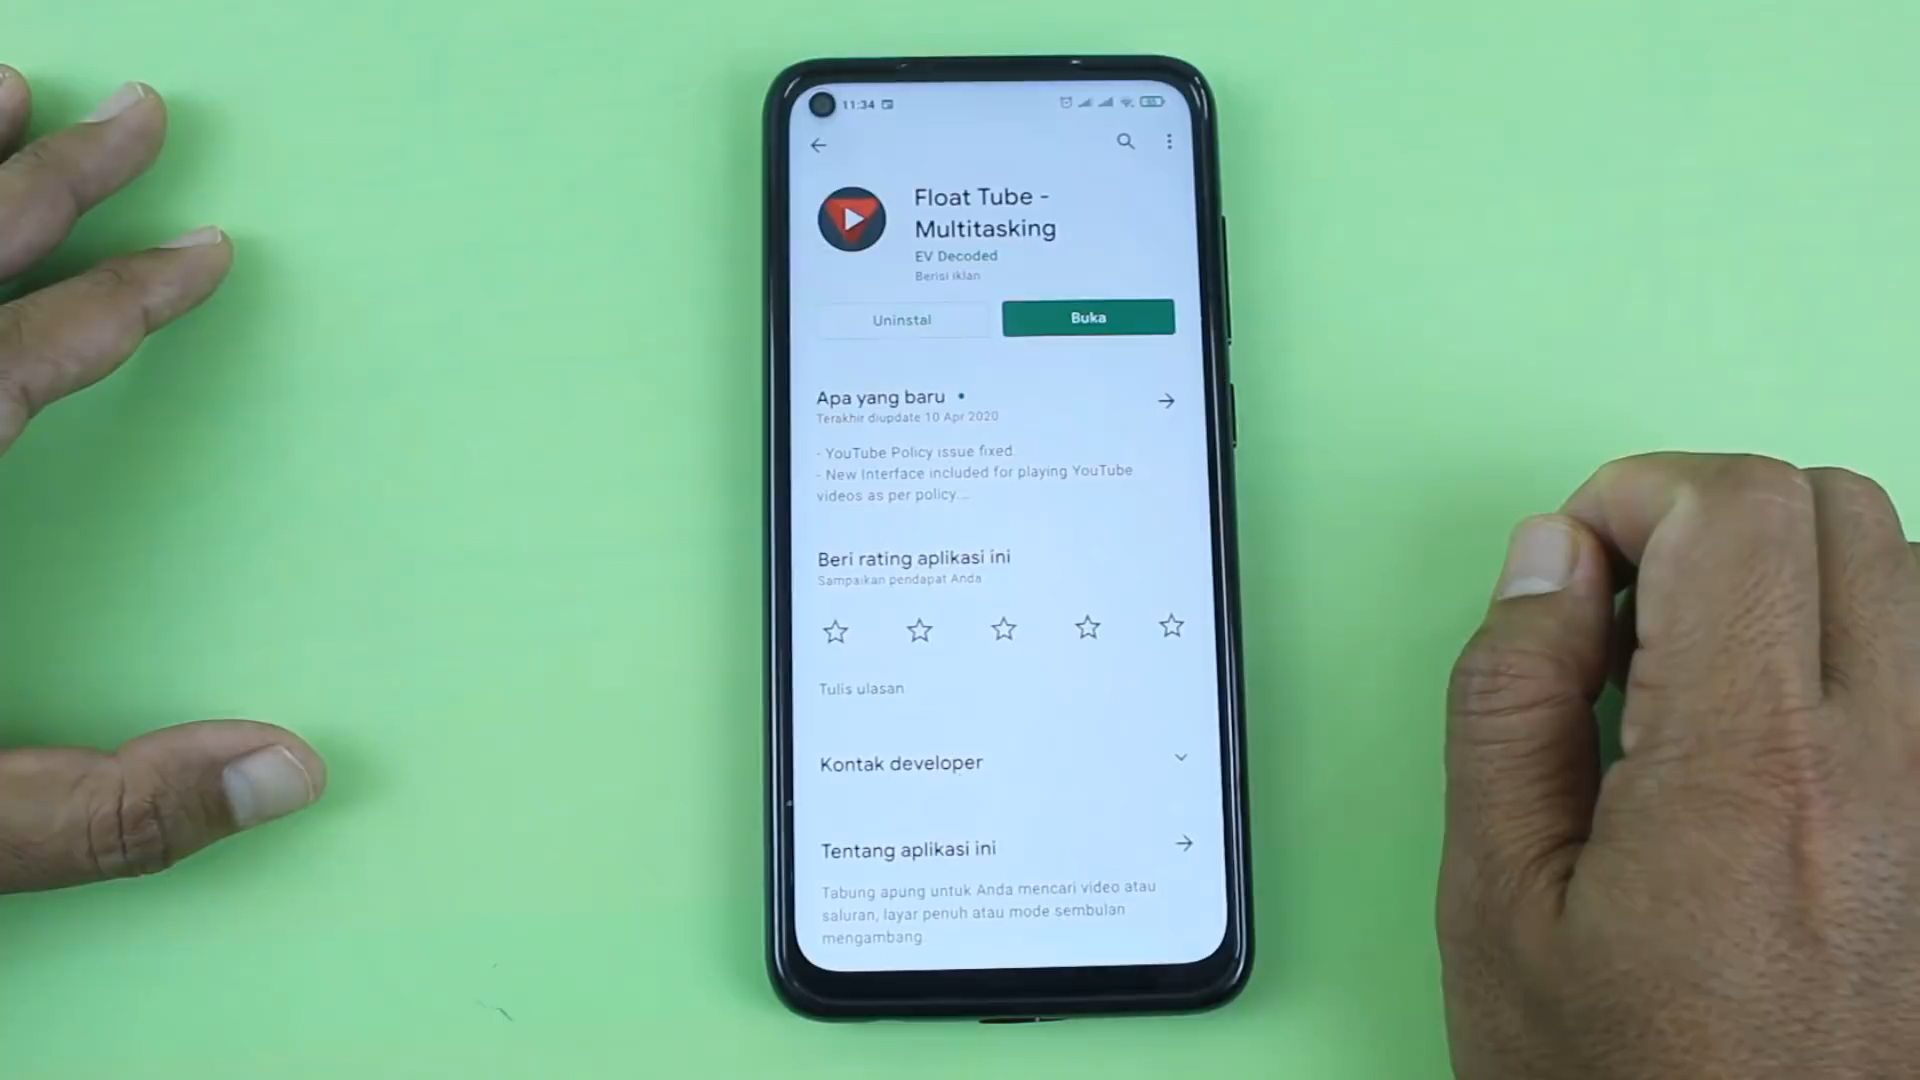 11:34
Float Tube -
Multitasking
EV Decoded
Berisi iklan
Uninstal
Buka
Apa yang baru •
Terakhir diupdate 10 Apr 2020
- YouTube Policy issue fixed.
- New Interface included for playing YouTube
videos as per policy....
Beri rating aplikasi ini
Sampaikan pendapat Anda
Tulis ulasan
Kontak developer
Tentang aplikasi ini
Tabung apung untuk Anda mencari video atau
saluran, layar penuh atau mode sembulan
mengambang